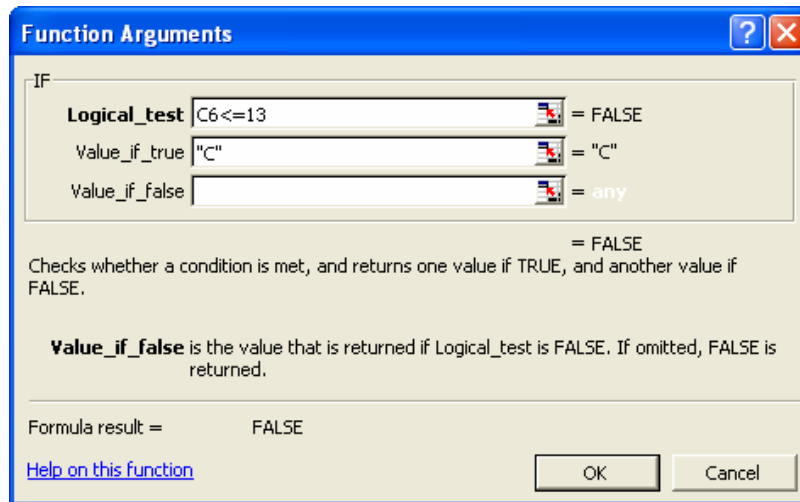 Function Arguments
IF
Logical_test C6<=13 = FALSE
Value_if_true "C" = "C"
Value_if_false = any
= FALSE
Checks whether a condition is met, and returns one value if TRUE, and another value if
FALSE.
Value_if_false is the value that is returned if Logical_test is FALSE. If omitted, FALSE is
returned.
Formula result = FALSE
Help on this function
OK Cancel